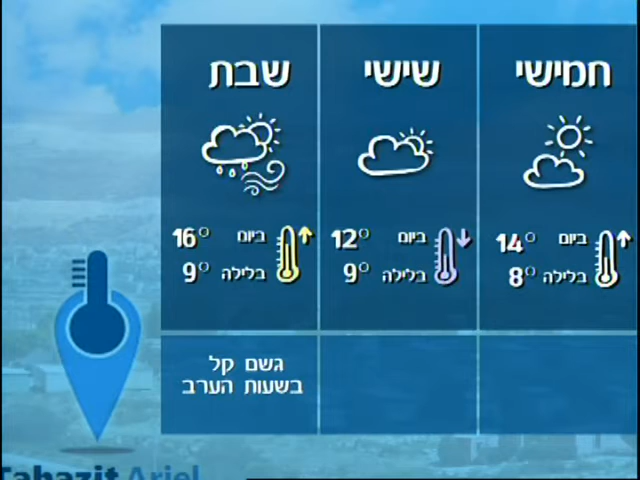 חמישי
ביום 14°
בלילה 8°
שישי
ביום 12°
בלילה 9°
שבת
ביום 16°
בלילה 9°
גשם קל
בשעות הערב
Tahazit Ariel